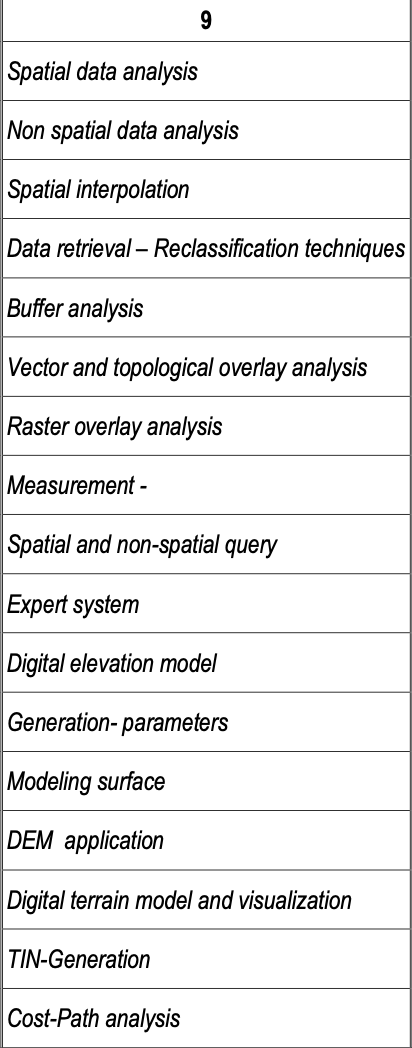 9
Spatial data analysis
Non spatial data analysis
Spatial interpolation
Data retrieval – Reclassification techniques
Buffer analysis
Vector and topological overlay analysis
Raster overlay analysis
Measurement -
Spatial and non-spatial query
Expert system
Digital elevation model
Generation- parameters
Modeling surface
DEM  application
Digital terrain model and visualization
TIN-Generation
Cost-Path analysis